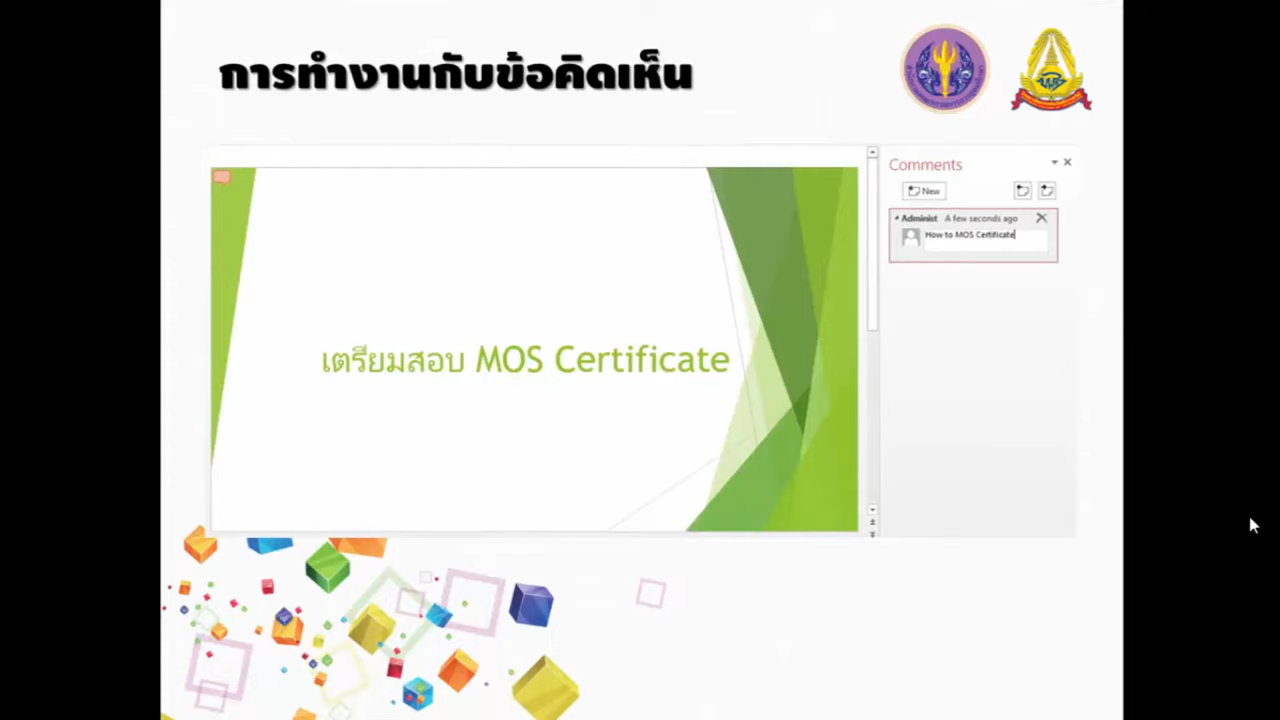 การทำงานกับข้อคิดเห็น
Comments
New
Administ A few seconds ago
How to MOS Certificate
เตรียมสอบ MOS Certificate